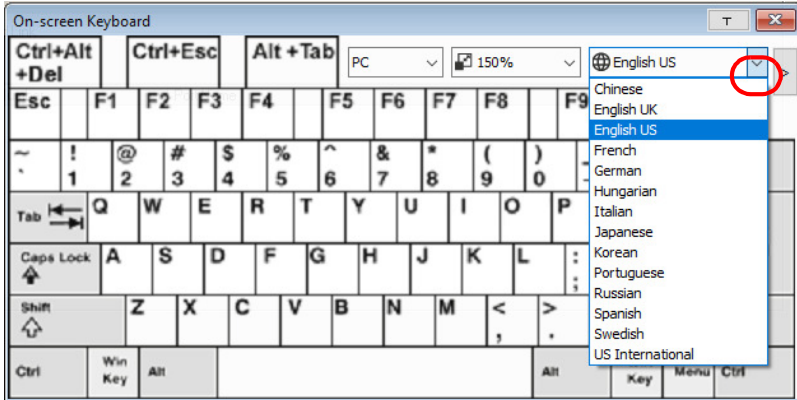 On-screen Keyboard
Ctrl+Alt +Del Ctrl+Esc Alt +Tab PC 150% English US >
Chinese
English UK
English US
French
German
Hungarian
Italian
Japanese
Korean
Portuguese
Russian
Spanish
Swedish
US International
Esc F1 F2 F3 F4 F5 F6 F7 F8 F9
~ ! @ # $ % ^ & * ( ) _
` 1 2 3 4 5 6 7 8 9 0 -
Tab Q W E R T Y U I O P
Caps Lock A S D F G H J K L : ;
Shift Z X C V B N M < , > .
Ctrl Win Key Alt Alt Key Menu Ctrl